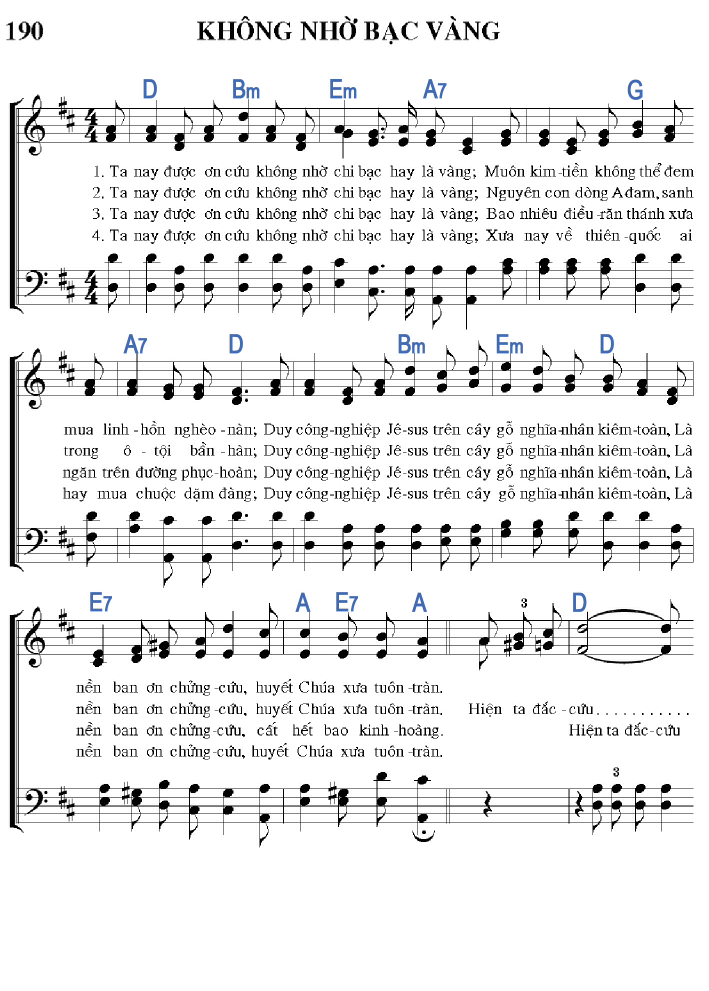 190 KHÔNG NHỜ BẠC VÀNG
D Bm Em A7 G
4 4
1. Ta nay được ơn cứu không nhờ chi bạc hay là vàng; Muôn kim-tiền không thể đem
2. Ta nay được ơn cứu không nhờ chi bạc hay là vàng; Nguyên con dòng Ađam, sanh
3. Ta nay được ơn cứu không nhờ chi bạc hay là vàng; Bao nhiêu điều-răn thánh xưa
4. Ta nay được ơn cứu không nhờ chi bạc hay là vàng; Xưa nay về thiên-quốc ai
4 4
A7 D Bm Em D
mua linh-hồn nghèo-nàn; Duy công-nghiệp Jê-sus trên cây gỗ nghĩa-nhân kiêm-toàn, Là
trong ô-tội bần-hàn; Duy công-nghiệp Jê-sus trên cây gỗ nghĩa-nhân kiêm-toàn, Là
ngăn trên đường phục-hoàn; Duy công-nghiệp Jê-sus trên cây gỗ nghĩa-nhân kiêm-toàn, Là
hay mua chuộc dặm đàng; Duy công-nghiệp Jê-sus trên cây gỗ nghĩa-nhân kiêm-toàn, Là
E7 A E7 A 3 D
nền ban ơn chửng-cứu, huyết Chúa xưa tuôn-tràn.
nền ban ơn chửng-cứu, huyết Chúa xưa tuôn-tràn. Hiện ta đắc-cứu............
nền ban ơn chửng-cứu, cất hết bao kinh-hoàng. Hiện ta đắc-cứu
nền ban ơn chửng-cứu, huyết Chúa xưa tuôn-tràn.
3